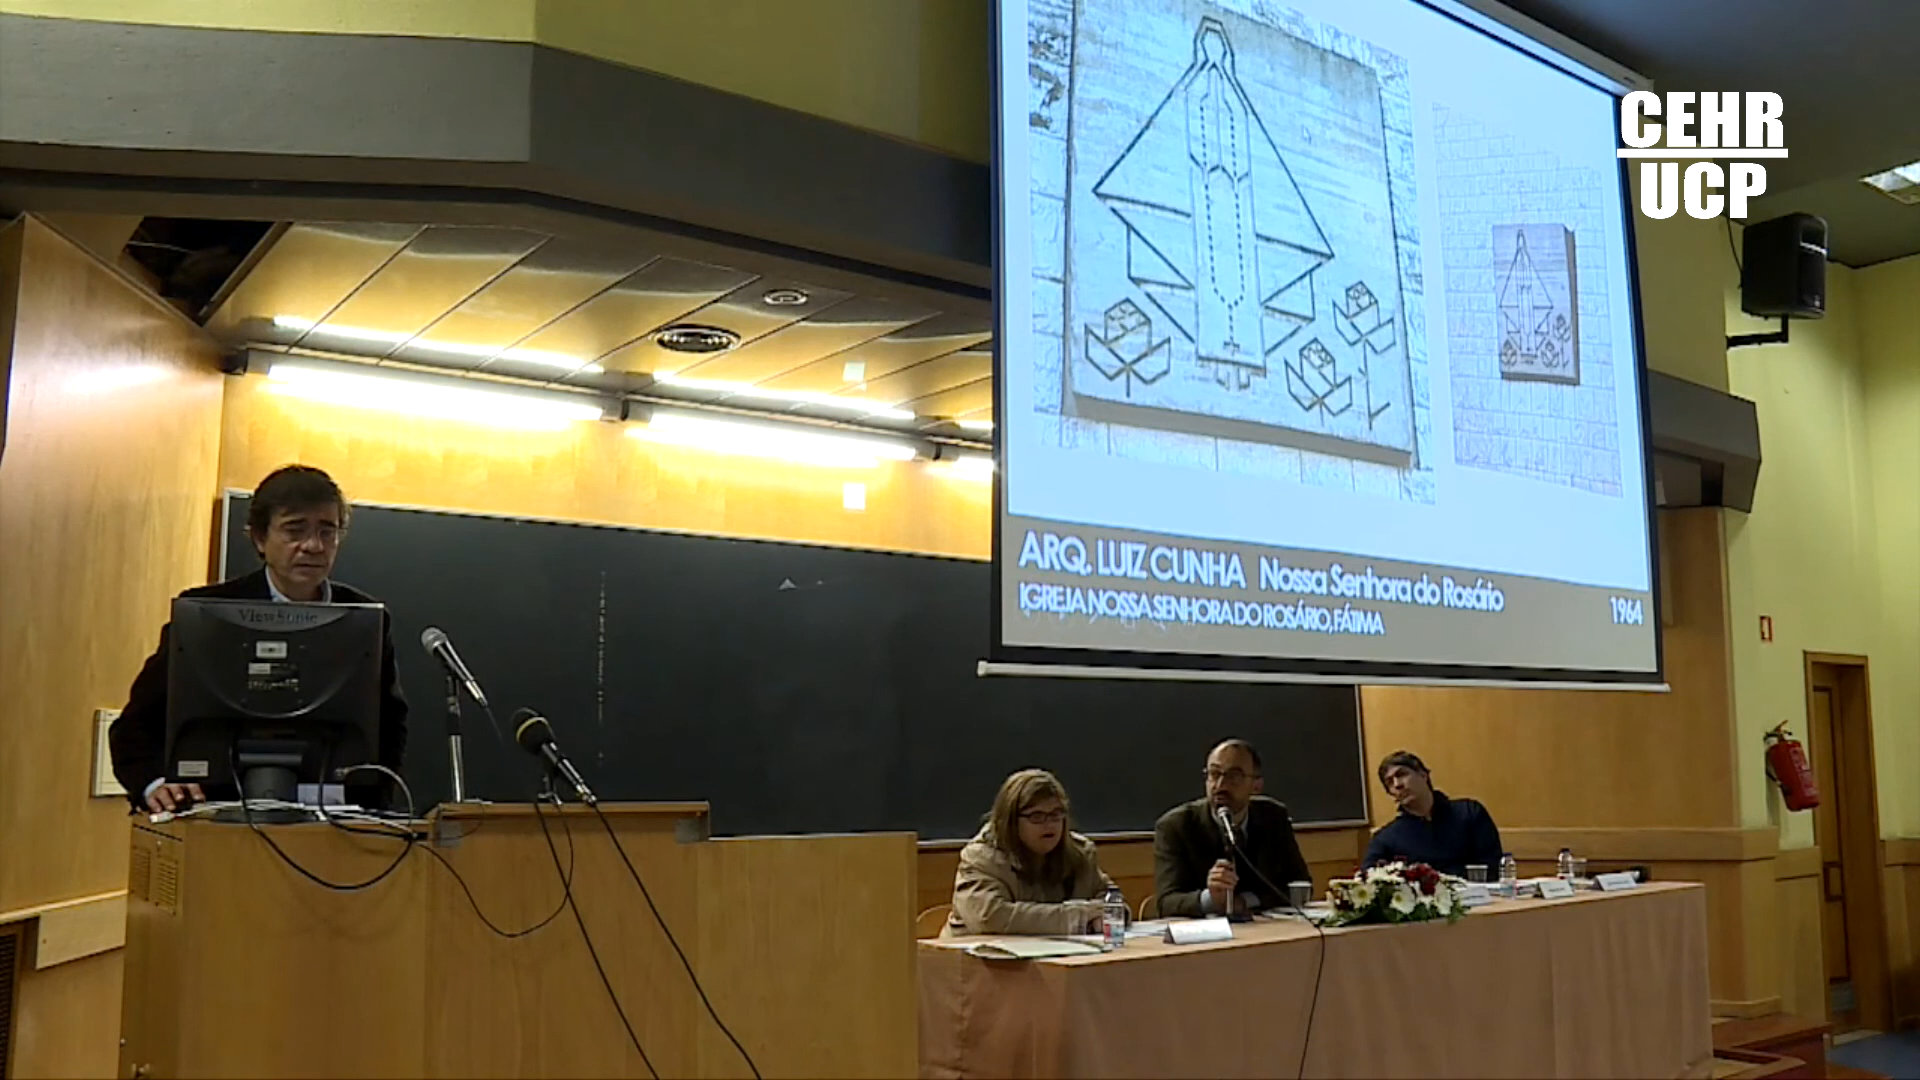 CEHR
UCP
ARQ. LUIZ CUNHA Nossa Senhora do Rosário
IGREJA NOSSA SENHORA DO ROSÁRIO, FÁTIMA
1964
ViewSonic